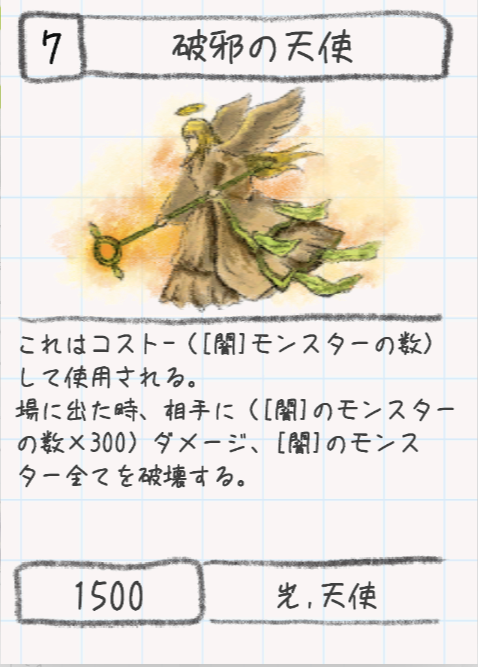 7
破邪の天使
これはコスト-（[闇]モンスターの数）
して使用される。
場に出た時、相手に（[闇]のモンスター
の数×300）ダメージ、[闇]のモンス
ター全てを破壊する。
1500
光,天使